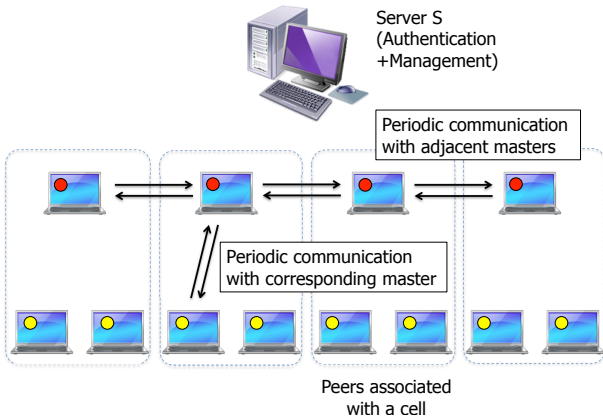 Server S
(Authentication
+Management)
Periodic communication
with adjacent masters
Periodic communication
with corresponding master
Peers associated
with a cell